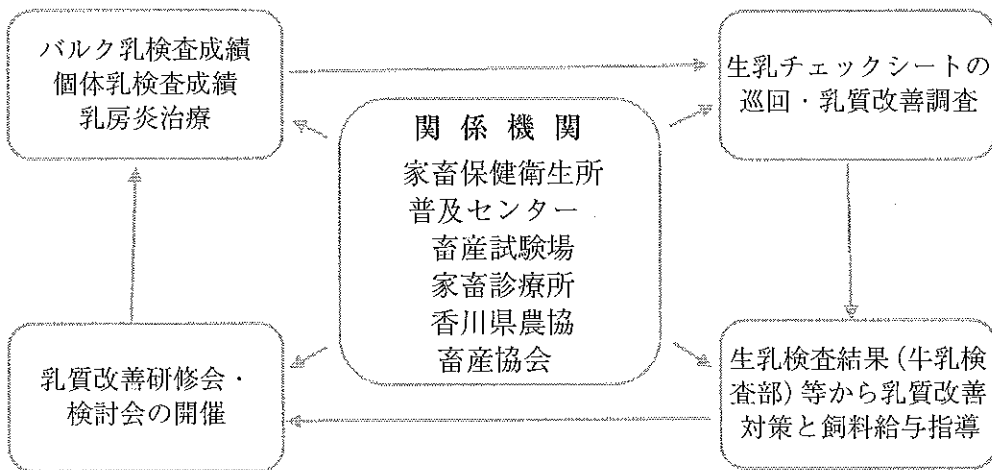 バルク乳検査成績
個体乳検査成績
乳房炎治療
生乳チェックシートの
巡回・乳質改善調査
関係機関
家畜保健衛生所
普及センター
畜産試験場
家畜診療所
香川県農協
畜産協会
乳質改善研修会・
検討会の開催
生乳検査結果(牛乳検
査部)等から乳質改善
対策と飼料給与指導